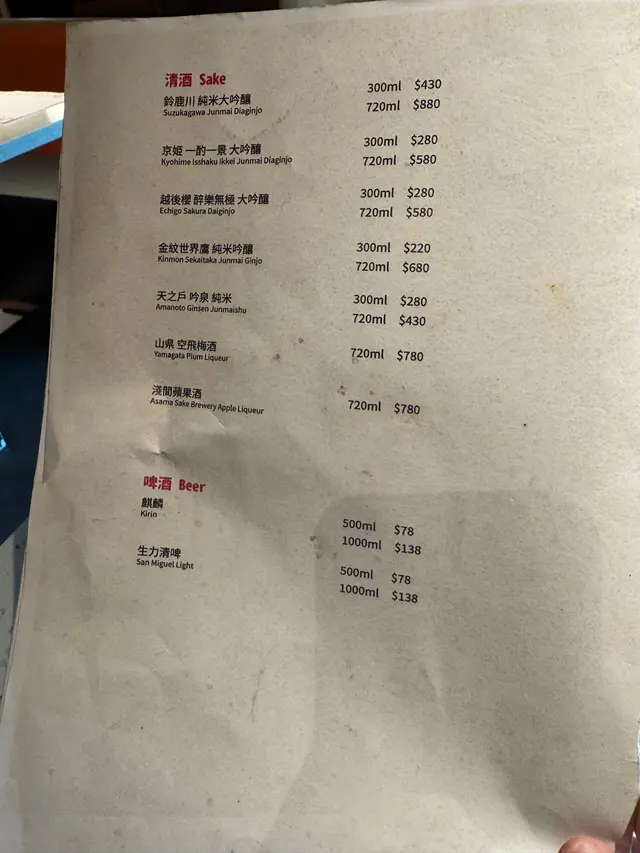 清酒 Sake
鈴鹿川 純米大吟釀 300ml $430
Suzukagawa Junmai Diaginjo 720ml $880
京姫 一酌一景 大吟釀 300ml $280
Kyohime Isshaku Ikkei Junmai Diaginjo 720ml $580
越後櫻 醉樂無極 大吟釀 300ml $280
Echigo Sakura Daiginjo 720ml $580
金紋世界鷹 純米吟釀 300ml $220
Kinmon Sekaitaka Junmai Ginjo 720ml $680
天之戶 吟泉 純米 300ml $280
Amanoto Ginsen Junmaishu 720ml $430
山県 空飛梅酒
Yamagata Plum Liqueur 720ml $780
淺間蘋果酒
Asama Sake Brewery Apple Liqueur 720ml $780
啤酒 Beer
麒麟 500ml $78
Kirin 1000ml $138
生力清啤 500ml $78
San Miguel Light 1000ml $138